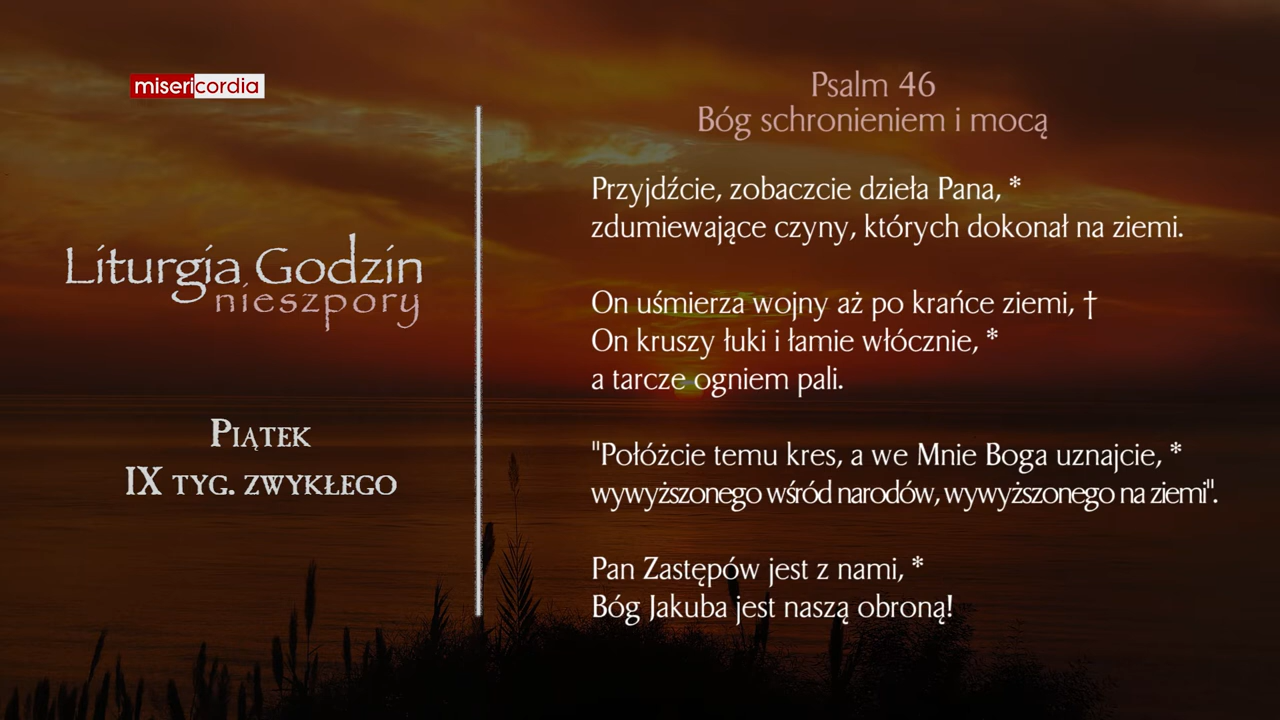 misericordia
Liturgia Godzin
nieszpory
Piątek
IX tyg. zwykłego
Psalm 46
Bóg schronieniem i mocą
Przyjdźcie, zobaczcie dzieła Pana, *
zdumiewające czyny, których dokonał na ziemi.
On uśmierza wojny aż po krańce ziemi, †
On kruszy łuki i łamie włócznie, *
a tarcze ogniem pali.
"Połóżcie temu kres, a we Mnie Boga uznajcie, *
wywyższonego wśród narodów, wywyższonego na ziemi".
Pan Zastępów jest z nami, *
Bóg Jakuba jest naszą obroną!